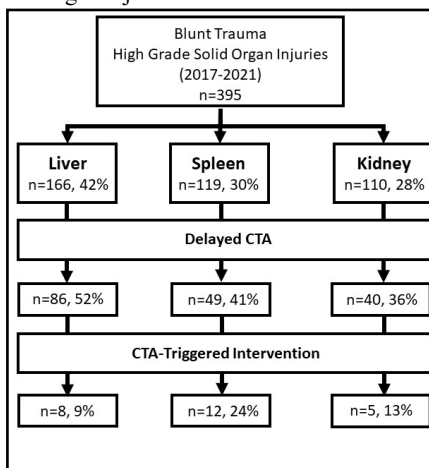 Blunt Trauma
High Grade Solid Organ Injuries
(2017-2021)
n=395
Liver
n=166, 42%
Spleen
n=119, 30%
Kidney
n=110, 28%
Delayed CTA
n=86, 52%
n=49, 41%
n=40, 36%
CTA-Triggered Intervention
n=8, 9%
n=12, 24%
n=5, 13%